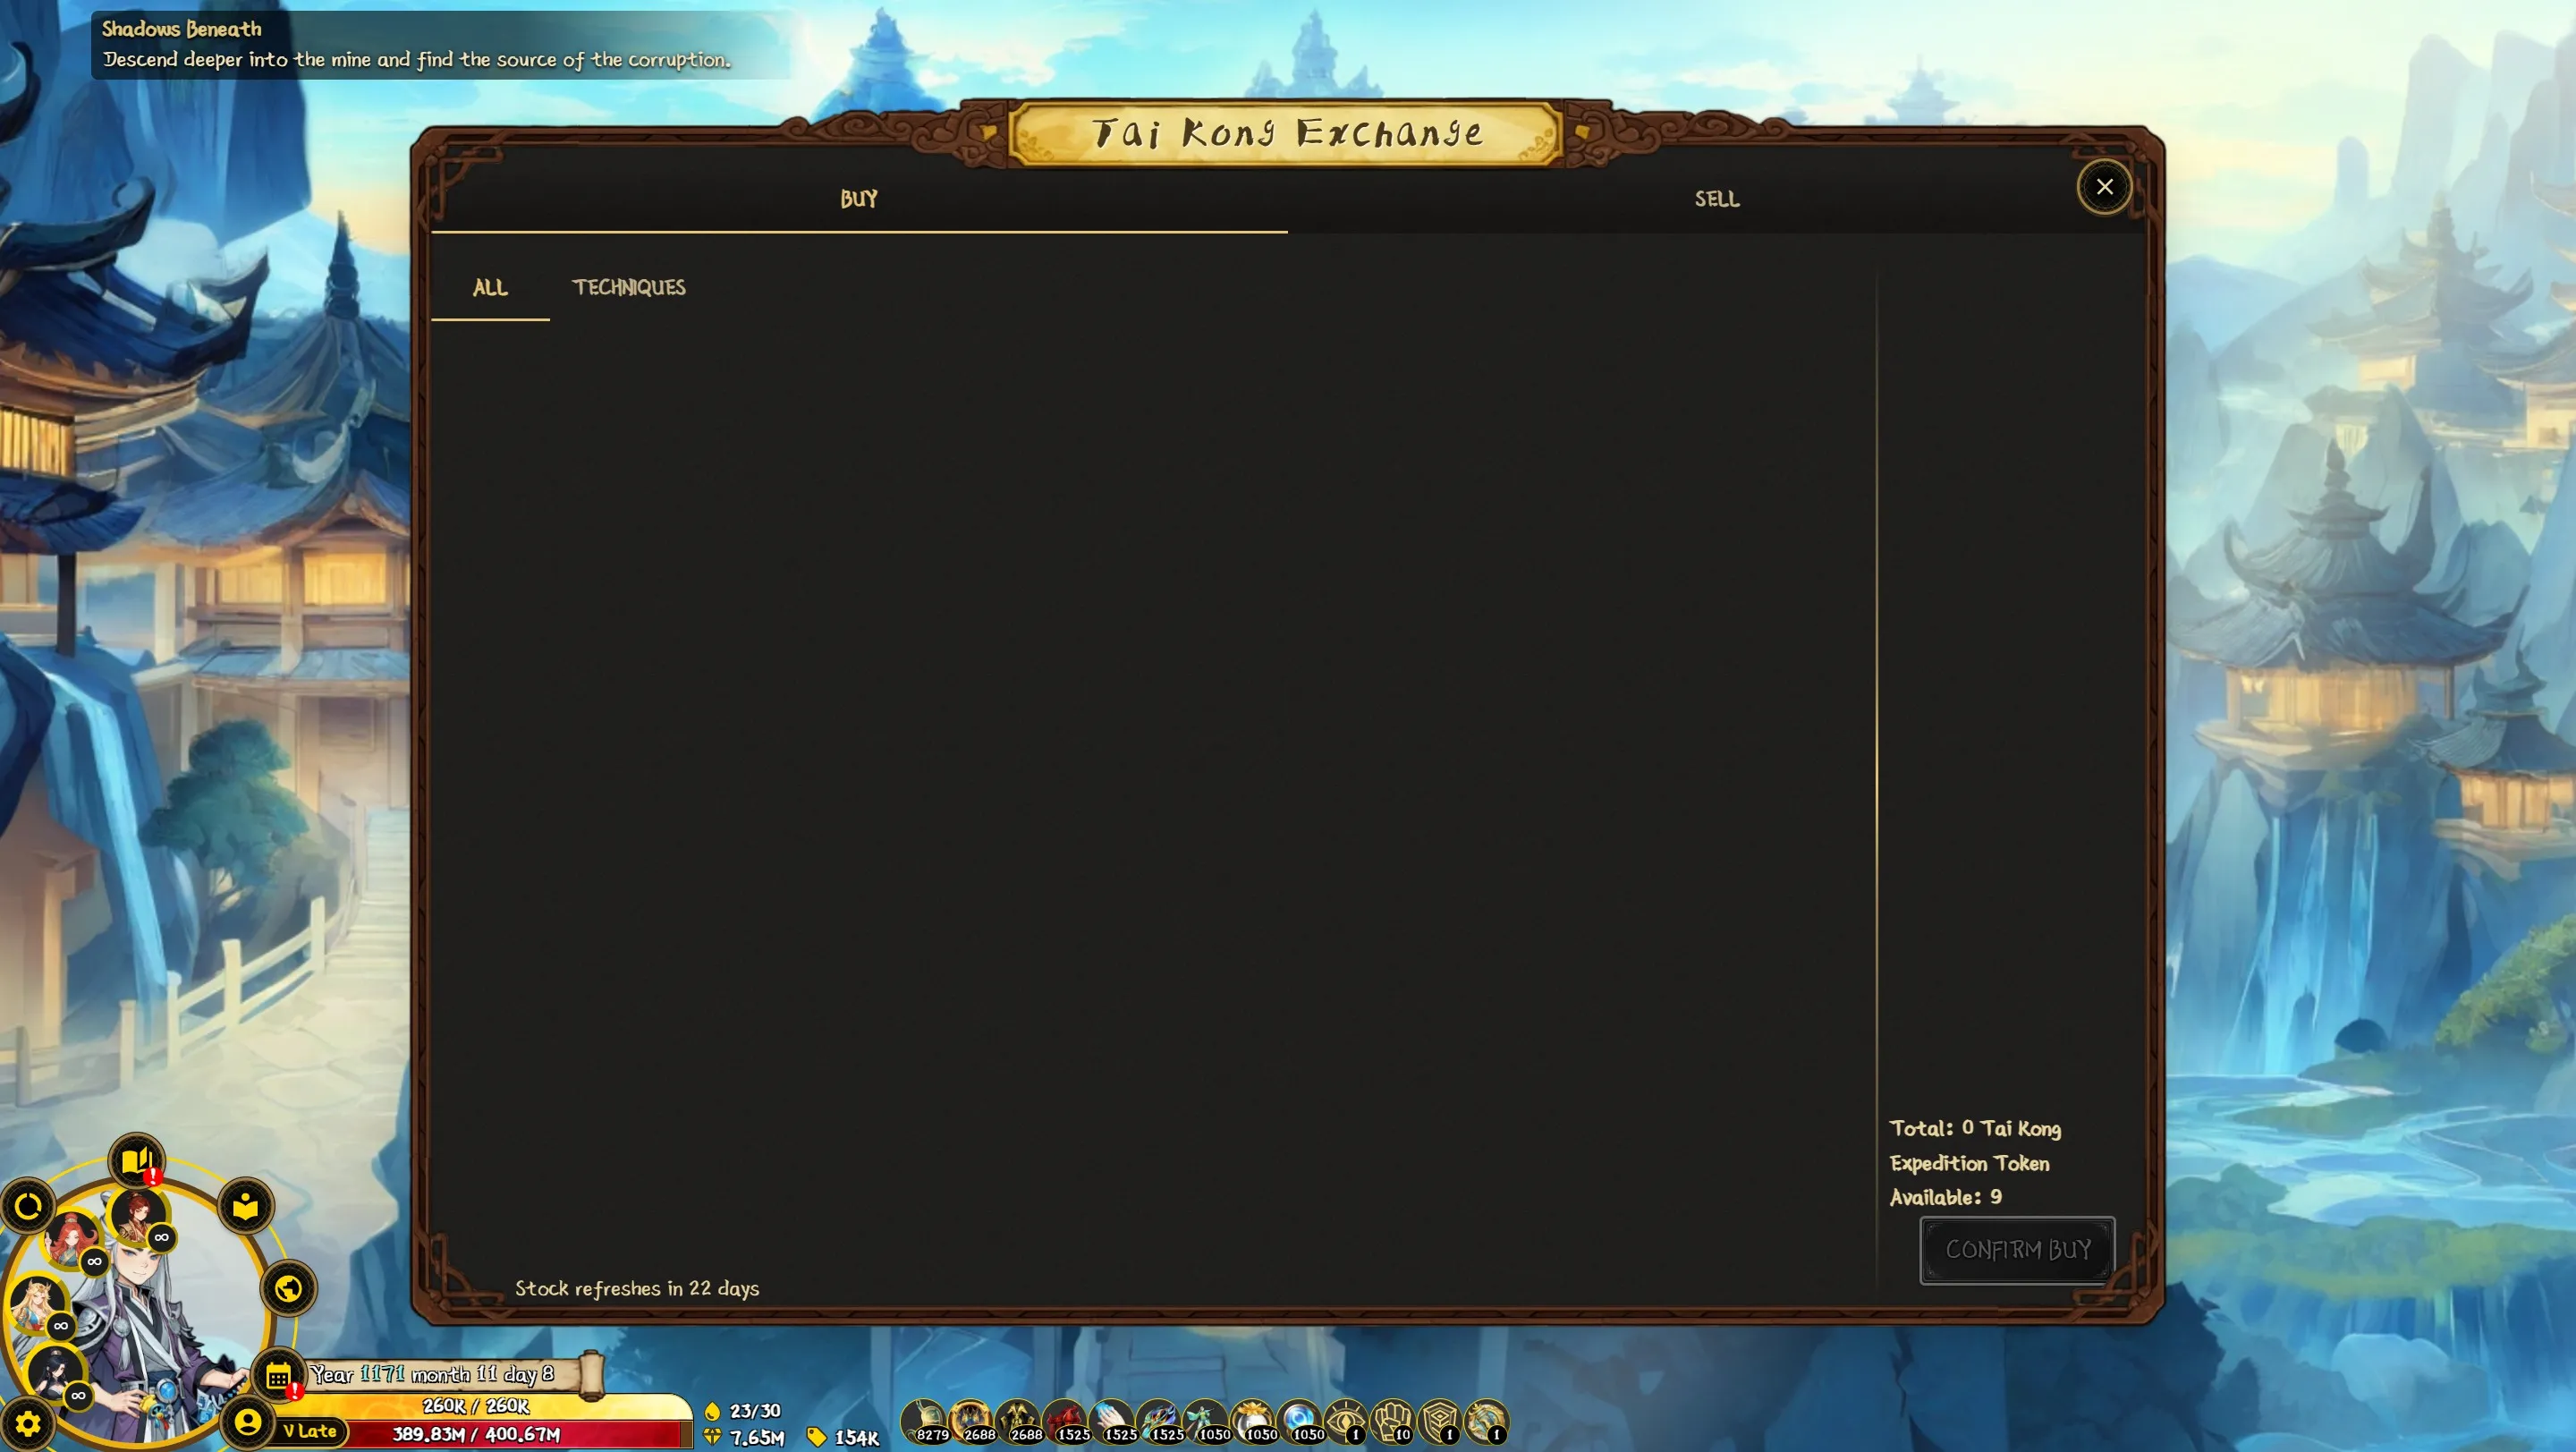 Shadows Beneath
Descend deeper into the mine and find the source of the corruption.
Tai Kong Exchange
BUY
SELL
ALL
TECHNIQUES
Total: 0 Tai Kong
Expedition Token
Available: 9
CONFIRM BUY
Stock refreshes in 22 days
∞
∞
∞
∞
Year 1171 month 11 day 8
260K / 260K
V Late
389.83M / 400.67M
23/30
7.65M
154K
8279
2688
2688
1525
1525
1525
1050
1050
1050
1
10
1
1